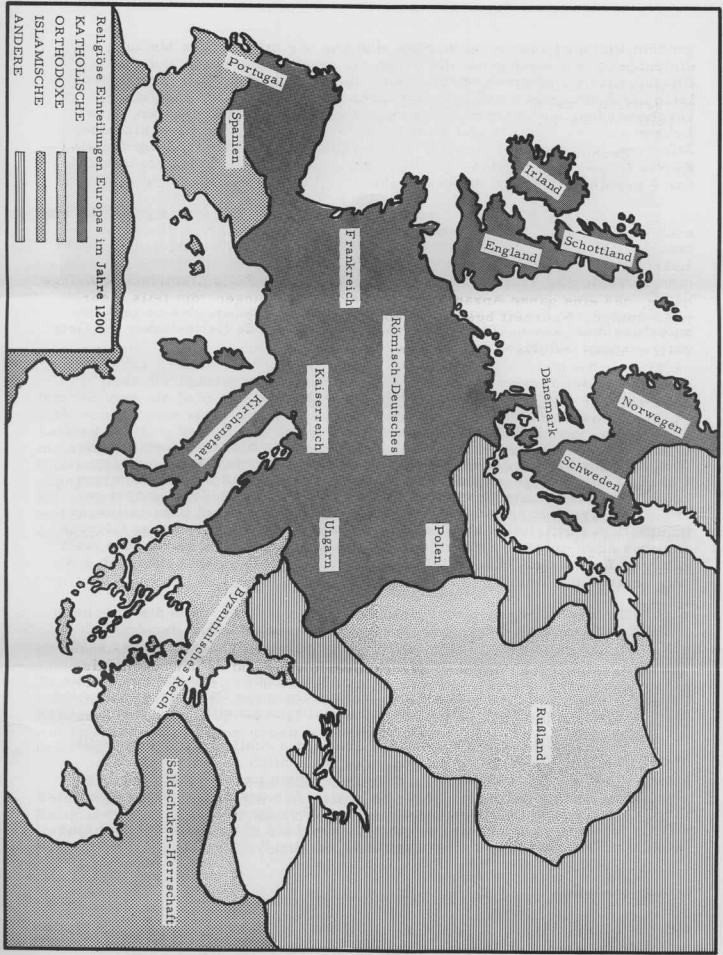 Religiöse Einteilungen Europas im Jahre 1200
KATHOLISCHE
ORTHODOXE
ISLAMISCHE
ANDERE
Norwegen
Schweden
Dänemark
Schottland
Irland
England
Rußland
Polen
Römisch-Deutsches
Kaiserreich
Frankreich
Ungarn
Portugal
Spanien
Kirchenstaat
Byzantinisches Reich
Seldschuken-Herrschaft